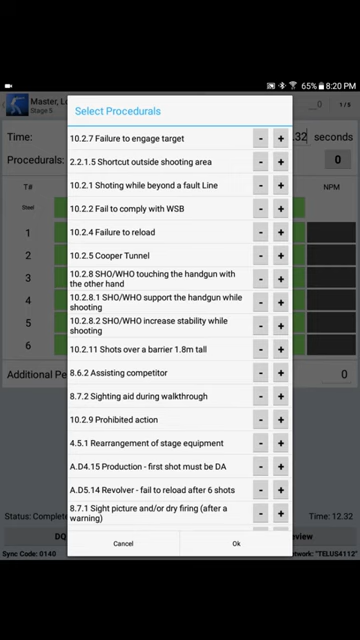 65% 8:20 PM
Master, Lo
Stage 5
__0
1 / 8
Select Procedurals
Time:
.32 seconds
Procedurals:
0
10.2.7 Failure to engage target - +
2.2.1.5 Shortcut outside shooting area - +
T#
NPM
10.2.1 Shoting while beyond a fault Line - +
Steel
10.2.2 Fail to comply with WSB - +
1
10.2.4 Failure to reload - +
2
10.2.5 Cooper Tunnel - +
3
10.2.8 SHO/WHO touching the handgun with
the other hand - +
4
10.2.8.1 SHO/WHO support the handgun while
shooting - +
5
10.2.8.2 SHO/WHO increase stability while
shooting - +
6
10.2.11 Shots over a barrier 1.8m tall - +
Additional Pe
0
8.6.2 Assisting competitor - +
8.7.2 Sighting aid during walkthrough - +
10.2.9 Prohibited action - +
4.5.1 Rearrangement of stage equipment - +
A.D4.15 Production - first shot must be DA - +
A.D5.14 Revolver - fail to reload after 6 shots - +
8.7.1 Sight picture and/or dry firing (after a
warning) - +
Status: Complete
Time: 12.32
DQ
Cancel
Ok
eview
Sync Code: 0140
etwork: "TELUS4112"